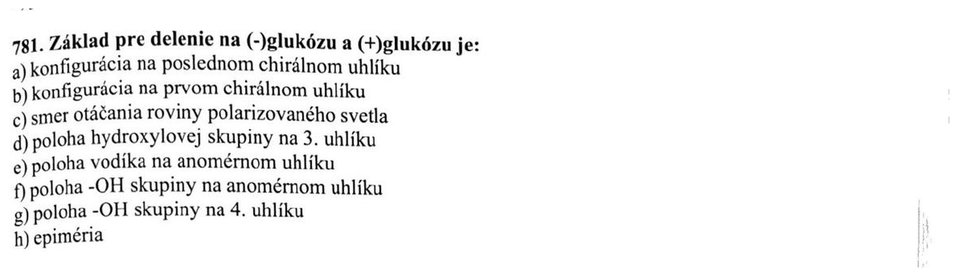 781. Základ pre delenie na (-)glukózu a (+)glukózu je:
a) konfigurácia na poslednom chirálnom uhlíku
b) konfigurácia na prvom chirálnom uhlíku
c) smer otáčania roviny polarizovaného svetla
d) poloha hydroxylovej skupiny na 3. uhlíku
e) poloha vodíka na anomérnom uhlíku
f) poloha -OH skupiny na anomérnom uhlíku
g) poloha -OH skupiny na 4. uhlíku
h) epiméria